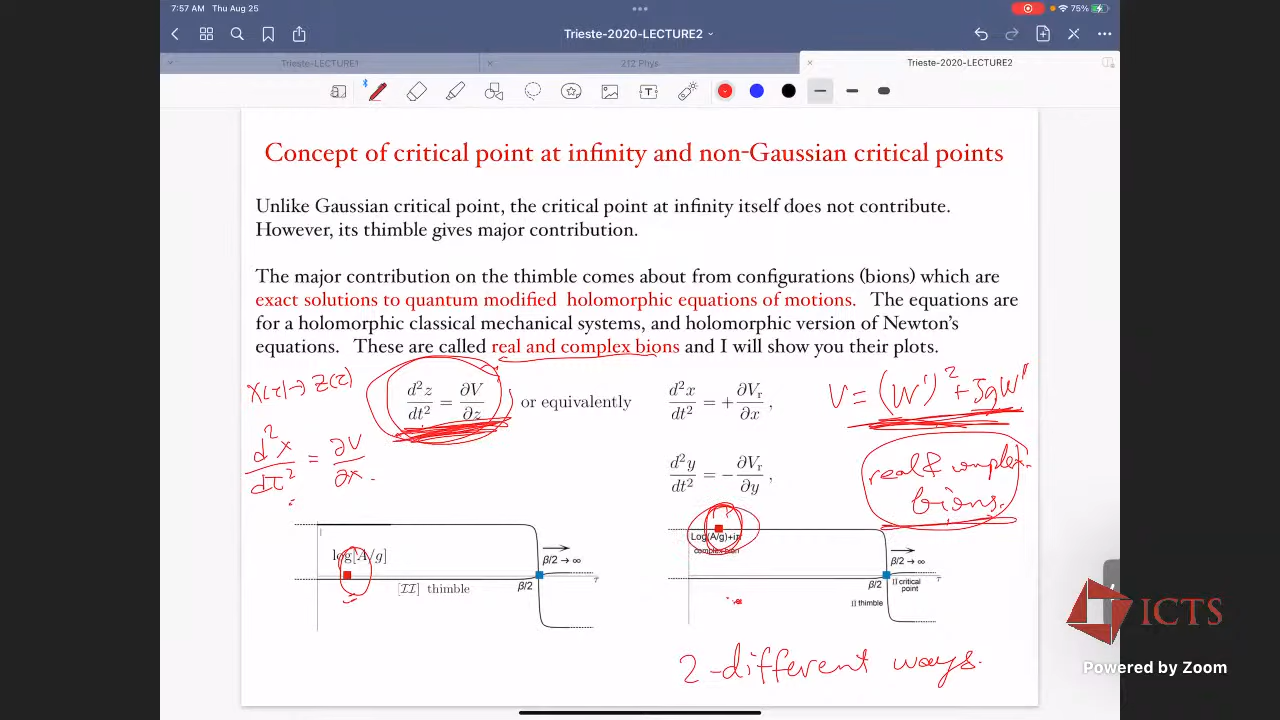 7:57 AM Thu Aug 25
75%
Trieste-2020-LECTURE2
Trieste-LECTURE1
212 Phys
Trieste-2020-LECTURE2
Concept of critical point at infinity and non-Gaussian critical points
Unlike Gaussian critical point, the critical point at infinity itself does not contribute.
However, its thimble gives major contribution.
The major contribution on the thimble comes about from configurations (bions) which are
exact solutions to quantum modified holomorphic equations of motions. The equations are
for a holomorphic classical mechanical systems, and holomorphic version of Newton's
equations. These are called real and complex bions and I will show you their plots.
X(τ)→Z(τ)
d²z/dt² = ∂V/∂z or equivalently d²x/dt² = +∂Vr/∂x ,
V = (W')² + ħgW''
d²x/dτ² = ∂V/∂x .
d²y/dt² = −∂Vr/∂y ,
real & complex
bions.
log[A/g]
β/2 → ∞
β/2
τ
[II] thimble
Log(A/g)+iπ
complex bion
β/2 → ∞
β/2
τ
II critical
point
II thimble
2-different ways.
ICTS
Powered by Zoom